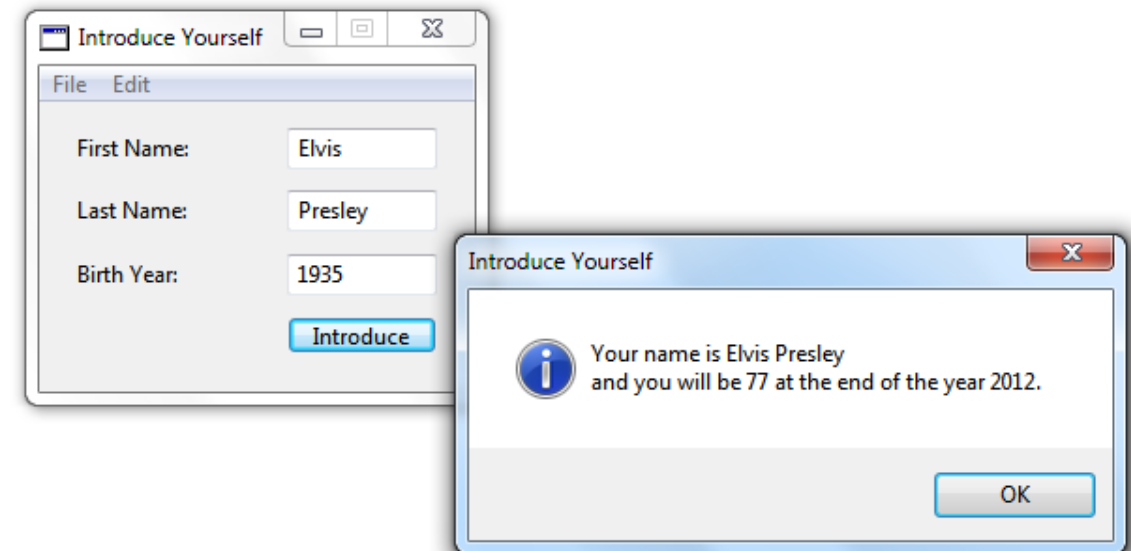 Introduce Yourself
File Edit
First Name: Elvis
Last Name: Presley
Birth Year: 1935
Introduce
Introduce Yourself
Your name is Elvis Presley
and you will be 77 at the end of the year 2012.
OK